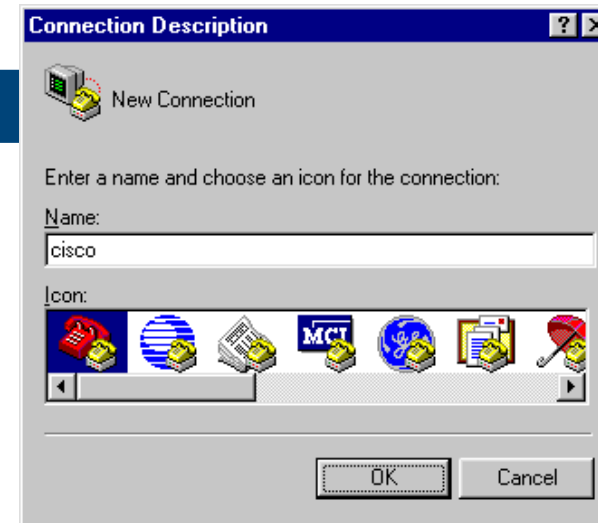 Connection Description
New Connection
Enter a name and choose an icon for the connection:
Name:
cisco
Icon:
MCI
OK Cancel